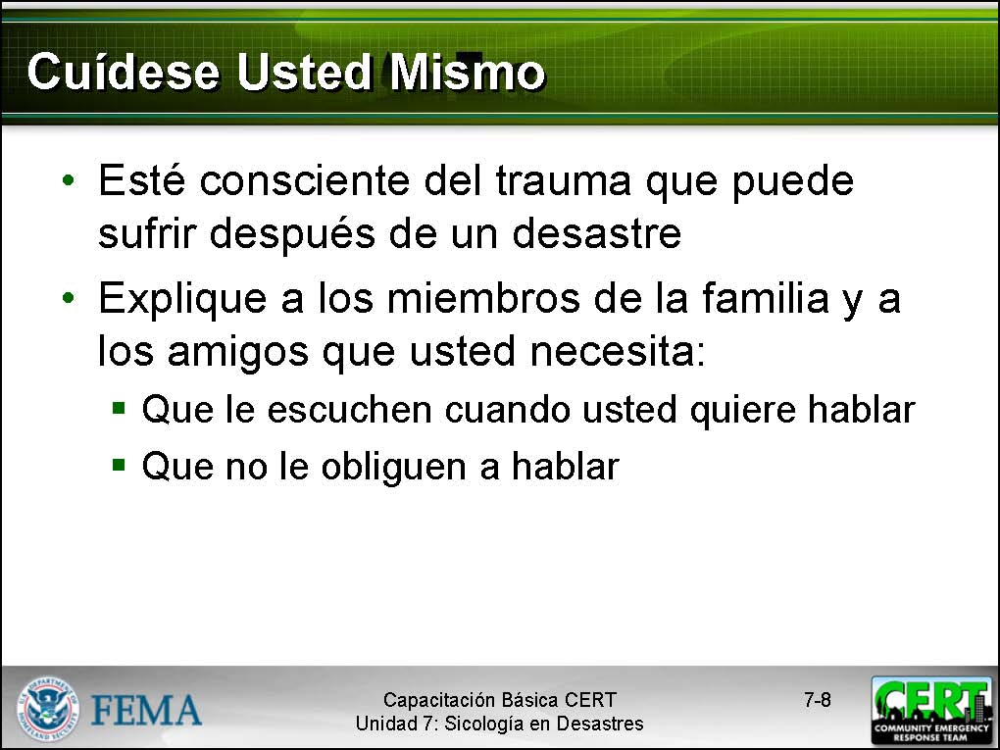 Cuídese Usted Mismo
• Esté consciente del trauma que puede
sufrir después de un desastre
• Explique a los miembros de la familia y a
los amigos que usted necesita:
▪ Que le escuchen cuando usted quiere hablar
▪ Que no le obliguen a hablar
U.S. DEPARTMENT OF HOMELAND SECURITY
FEMA
Capacitación Básica CERT
Unidad 7: Sicología en Desastres
7-8
CERT
COMMUNITY EMERGENCY
RESPONSE TEAM